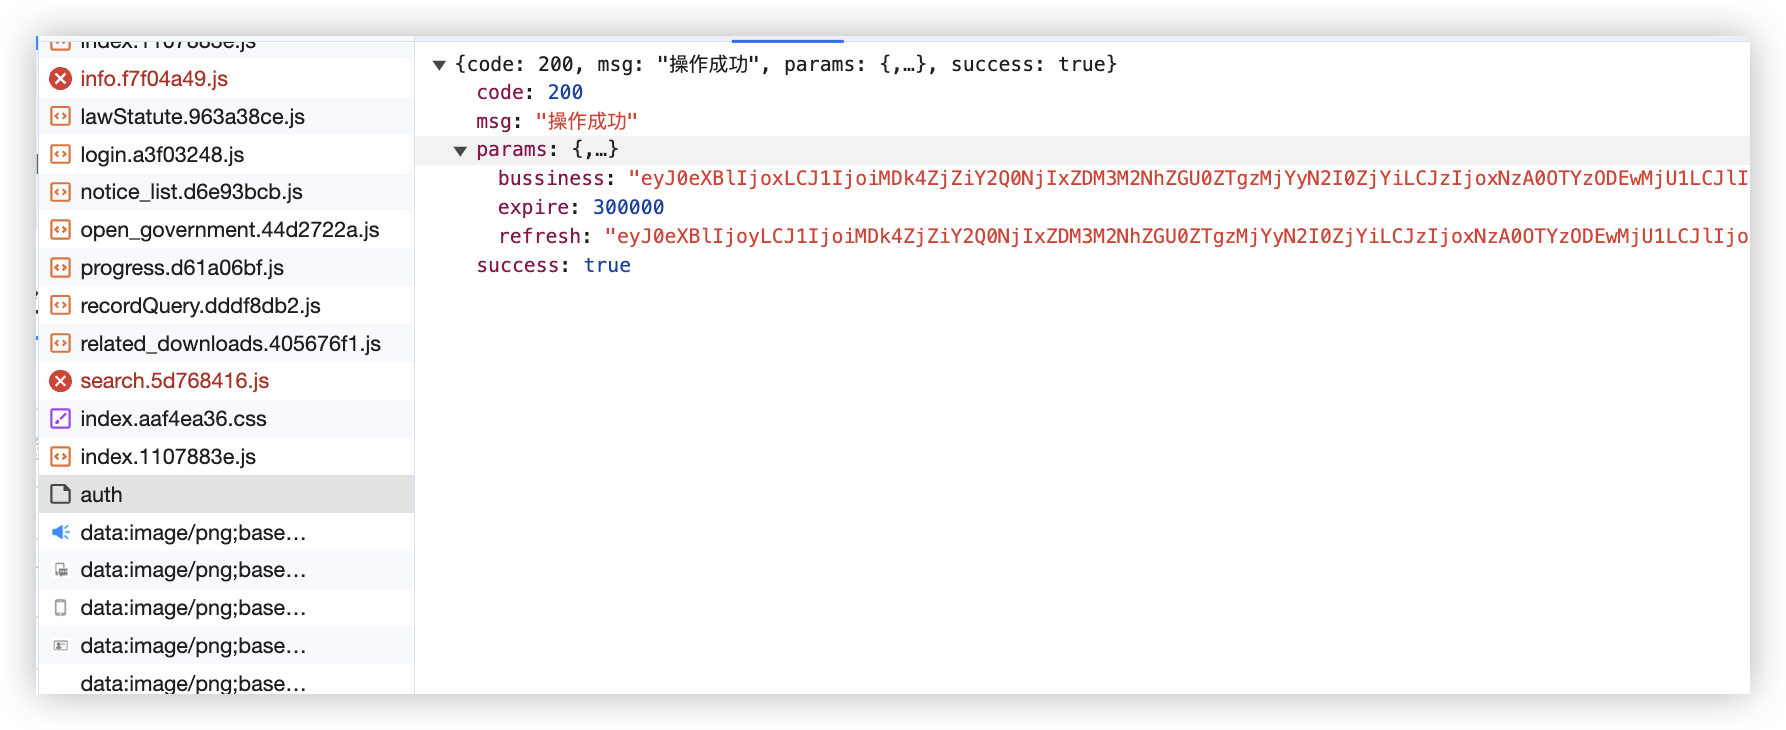 index.1107883e.js
info.f7f04a49.js
lawStatute.963a38ce.js
login.a3f03248.js
notice_list.d6e93bcb.js
open_government.44d2722a.js
progress.d61a06bf.js
recordQuery.dddf8db2.js
related_downloads.405676f1.js
search.5d768416.js
index.aaf4ea36.css
index.1107883e.js
auth
data:image/png;base…
data:image/png;base…
data:image/png;base…
data:image/png;base…
data:image/png;base…
{code: 200, msg: "操作成功", params: {,…}, success: true}
code: 200
msg: "操作成功"
params: {,…}
bussiness: "eyJ0eXBlIjoxLCJ1IjoiMDk4ZjZiY2Q0NjIxZDM3M2NhZGU0ZTgzMjYyN2I0ZjYiLCJzIjoxNzA0OTYzODEwMjU1LCJlI
expire: 300000
refresh: "eyJ0eXBlIjoyLCJ1IjoiMDk4ZjZiY2Q0NjIxZDM3M2NhZGU0ZTgzMjYyN2I0ZjYiLCJzIjoxNzA0OTYzODEwMjU1LCJlIjo
success: true